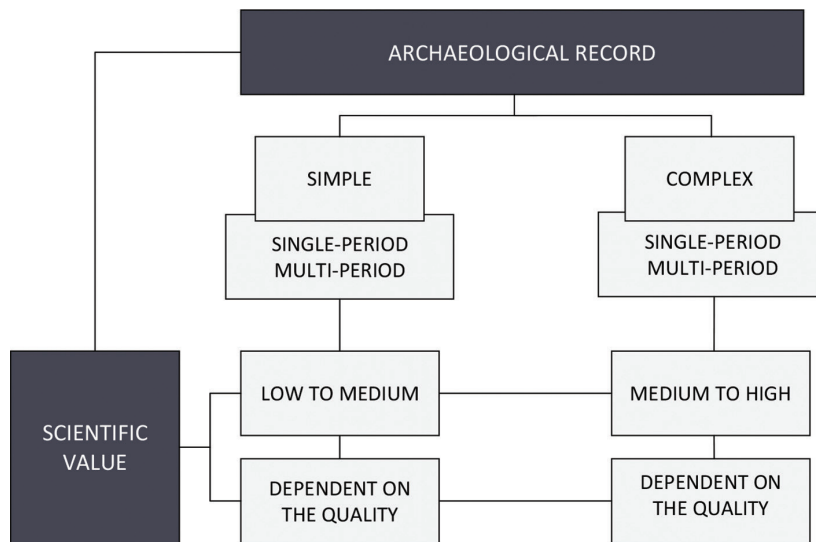 ARCHAEOLOGICAL RECORD
SIMPLE
COMPLEX
SINGLE-PERIOD
MULTI-PERIOD
SINGLE-PERIOD
MULTI-PERIOD
SCIENTIFIC
VALUE
LOW TO MEDIUM
MEDIUM TO HIGH
DEPENDENT ON
THE QUALITY
DEPENDENT ON
THE QUALITY